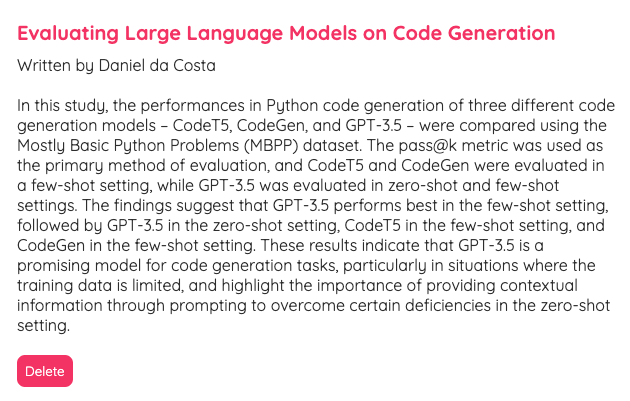 Evaluating Large Language Models on Code Generation
Written by Daniel da Costa
In this study, the performances in Python code generation of three different code
generation models – CodeT5, CodeGen, and GPT-3.5 – were compared using the
Mostly Basic Python Problems (MBPP) dataset. The pass@k metric was used as
the primary method of evaluation, and CodeT5 and CodeGen were evaluated in
a few-shot setting, while GPT-3.5 was evaluated in zero-shot and few-shot
settings. The findings suggest that GPT-3.5 performs best in the few-shot setting,
followed by GPT-3.5 in the zero-shot setting, CodeT5 in the few-shot setting, and
CodeGen in the few-shot setting. These results indicate that GPT-3.5 is a
promising model for code generation tasks, particularly in situations where the
training data is limited, and highlight the importance of providing contextual
information through prompting to overcome certain deficiencies in the zero-shot
setting.
Delete